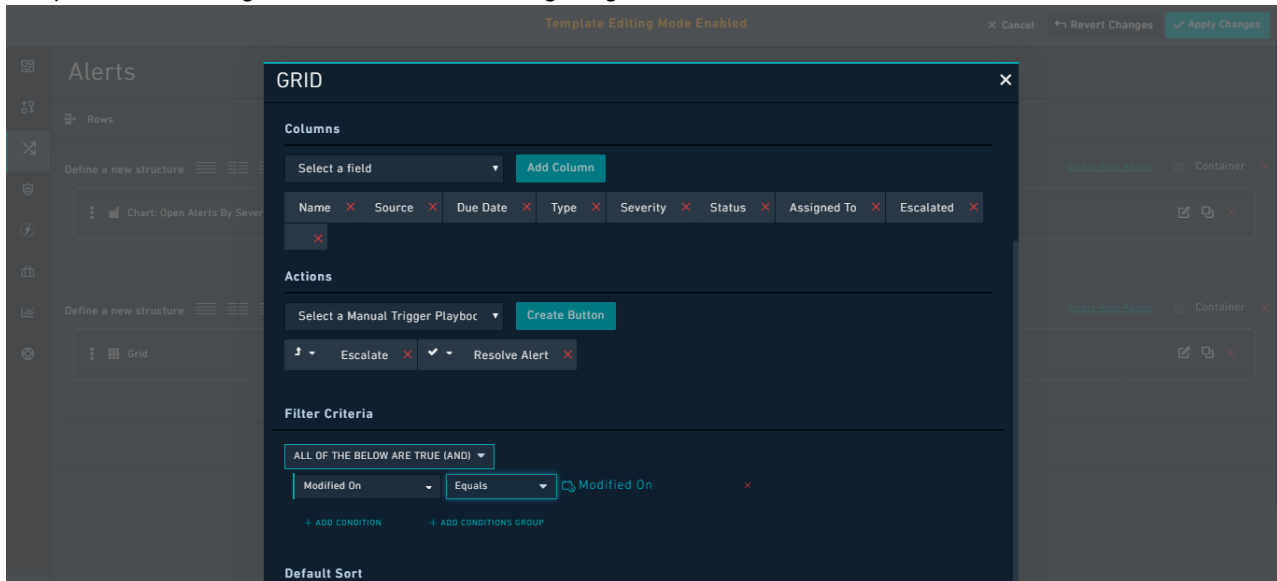 Template Editing Mode Enabled
Cancel
Revert Changes
Apply Changes
Alerts
Rows
Define a new structure
Insert Row Above
Container
Chart: Open Alerts By Sever
Define a new structure
Insert Row Above
Container
Grid
GRID
Columns
Select a field
Add Column
Name
Source
Due Date
Type
Severity
Status
Assigned To
Escalated
Actions
Select a Manual Trigger Playboc
Create Button
Escalate
Resolve Alert
Filter Criteria
ALL OF THE BELOW ARE TRUE (AND)
Modified On
Equals
Modified On
+ ADD CONDITION
+ ADD CONDITIONS GROUP
Default Sort